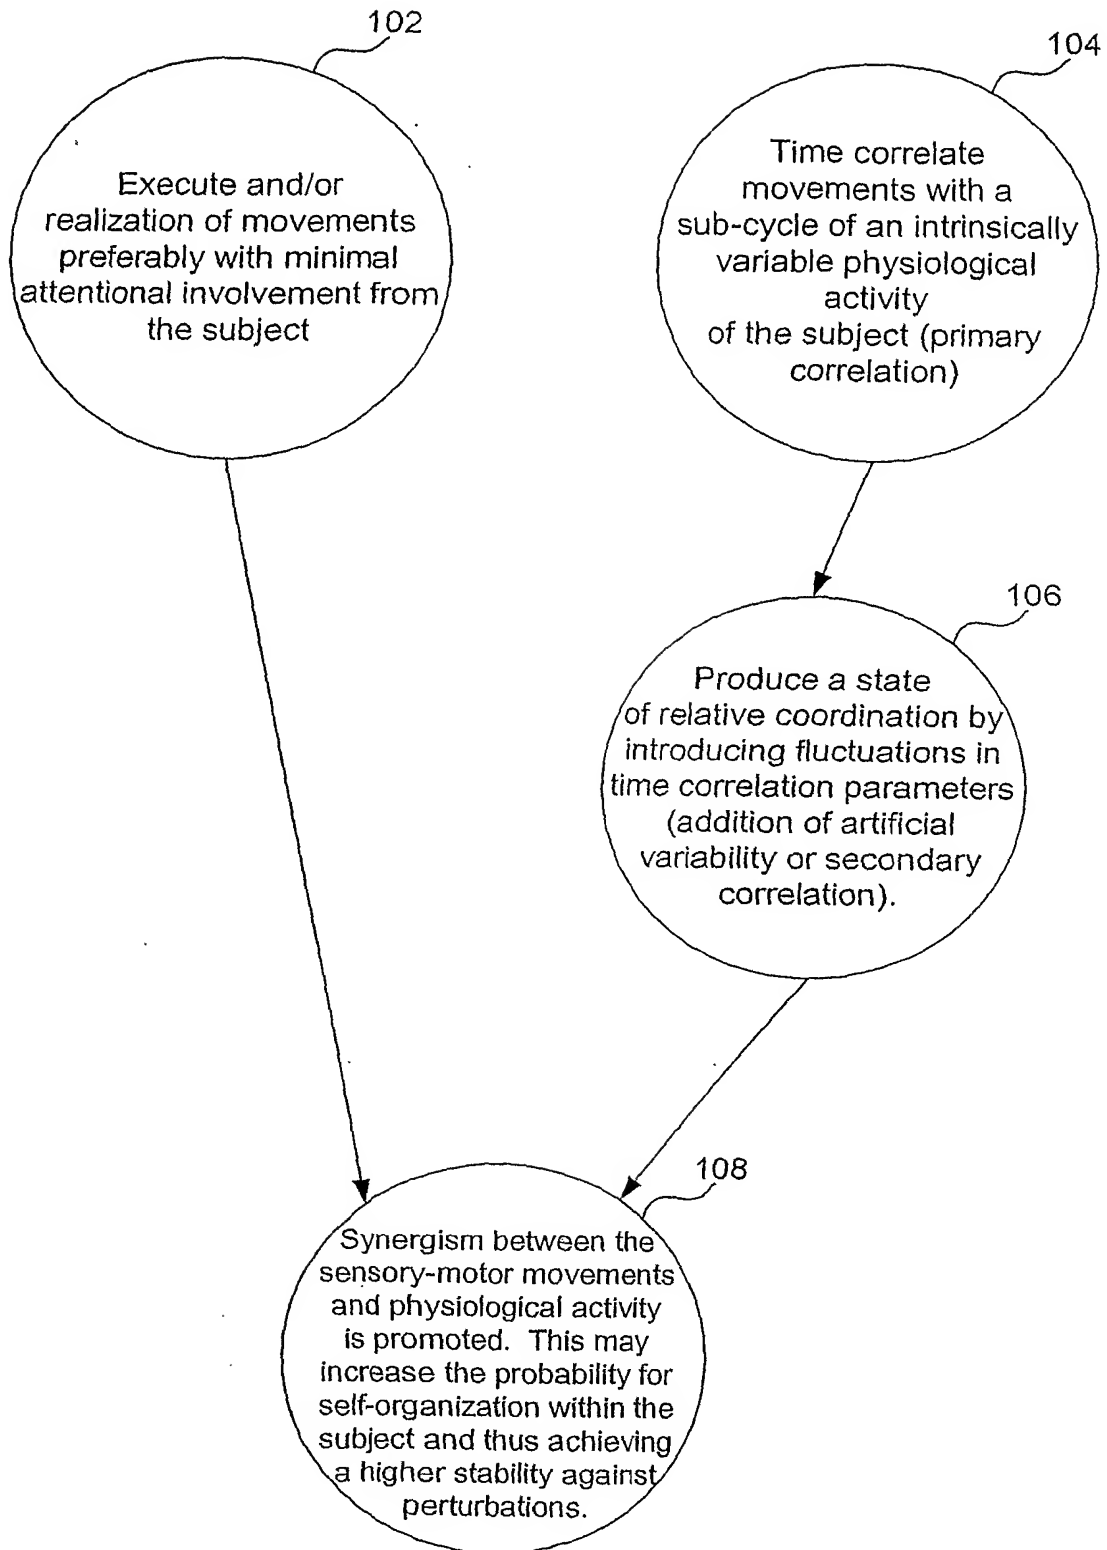 102
Execute and/or
realization of movements
preferably with minimal
attentional involvement from
the subject
104
Time correlate
movements with a
sub-cycle of an intrinsically
variable physiological
activity
of the subject (primary
correlation)
106
Produce a state
of relative coordination by
introducing fluctuations in
time correlation parameters
(addition of artificial
variability or secondary
correlation).
108
Synergism between the
sensory-motor movements
and physiological activity
is promoted. This may
increase the probability for
self-organization within the
subject and thus achieving
a higher stability against
perturbations.